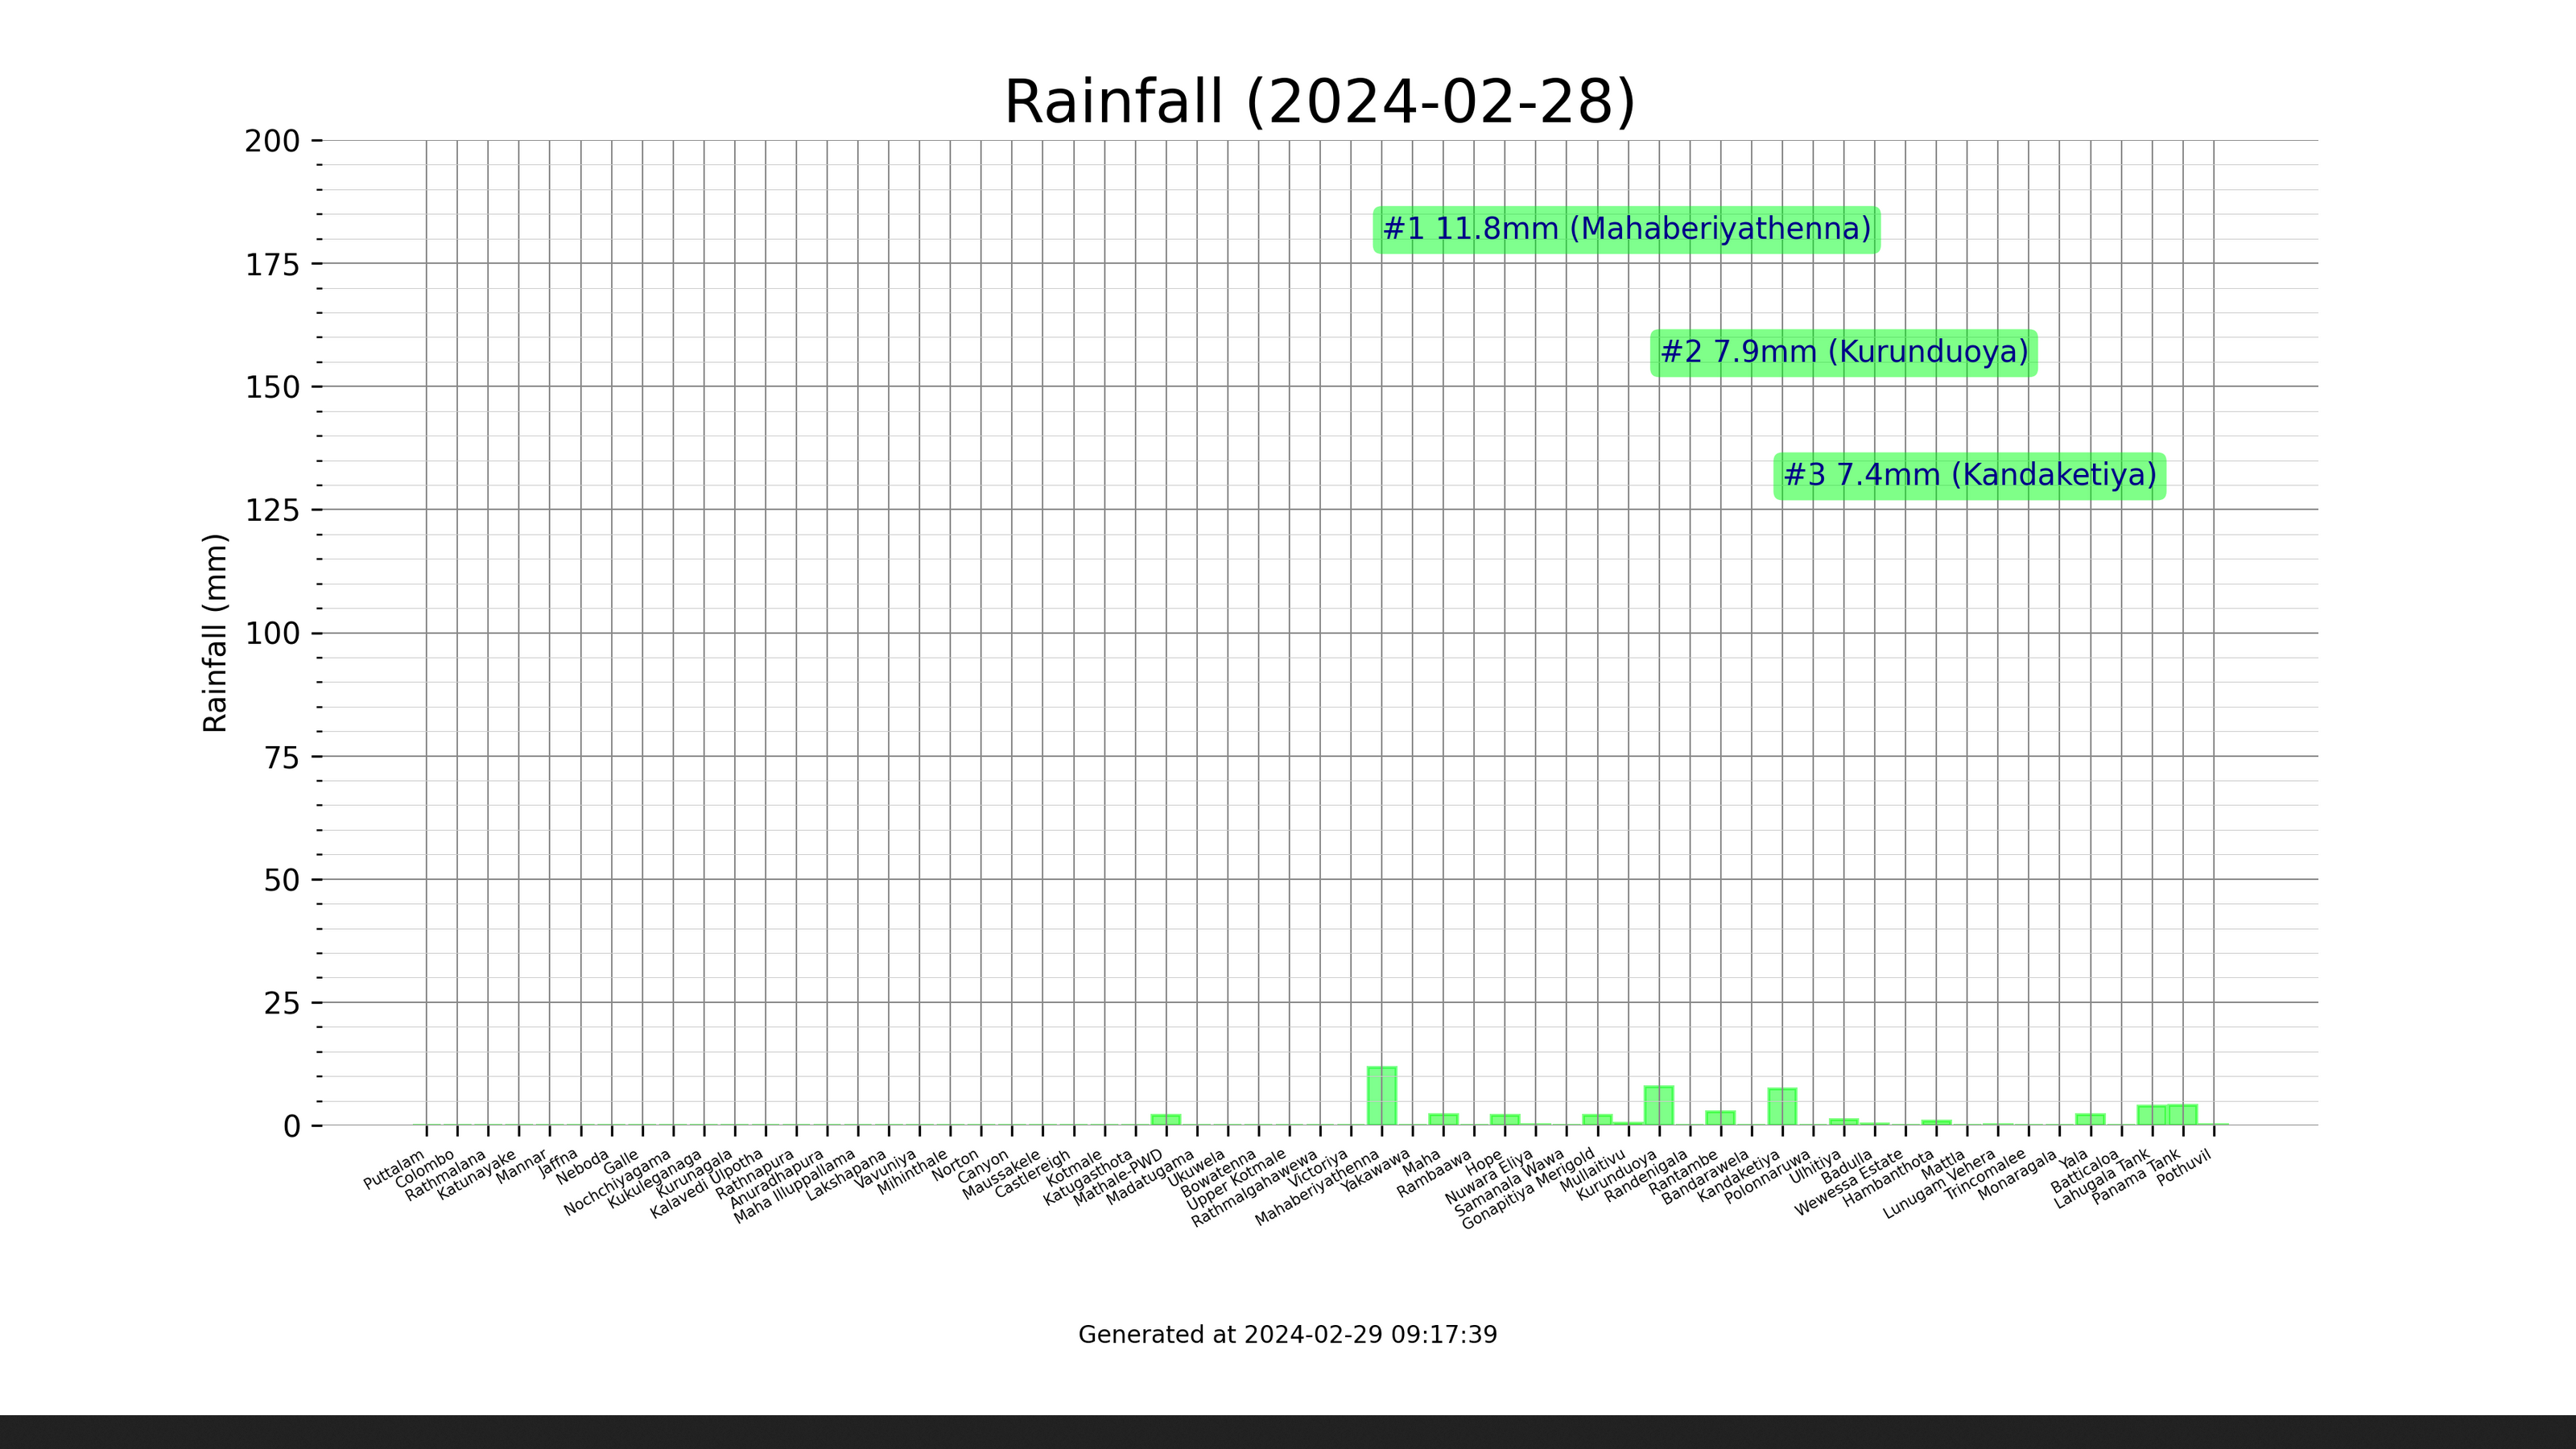 Rainfall (2024-02-28)
200
175
150
125
100
75
50
25
0
Rainfall (mm)
#1 11.8mm (Mahaberiyathenna)
#2 7.9mm (Kurunduoya)
#3 7.4mm (Kandaketiya)
Puttalam
Colombo
Rathmalana
Katunayake
Mannar
Jaffna
Neboda
Galle
Nochchiyagama
Kukuleganaga
Kurunagala
Kalavedi Ulpotha
Rathnapura
Anuradhapura
Maha Illuppallama
Lakshapana
Vavuniya
Mihinthale
Norton
Canyon
Maussakele
Castlereigh
Kotmale
Katugasthota
Mathale-PWD
Madatugama
Ukuwela
Bowatenna
Upper Kotmale
Rathmalgahawewa
Victoriya
Mahaberiyathenna
Yakawawa
Maha
Rambaawa
Hope
Nuwara Eliya
Samanala Wawa
Gonapitiya Merigold
Mullaitivu
Kurunduoya
Randenigala
Rantambe
Bandarawela
Kandaketiya
Polonnaruwa
Ulhitiya
Badulla
Wewessa Estate
Hambanthota
Mattla
Lunugam Vehera
Trincomalee
Monaragala
Yala
Batticaloa
Lahugala Tank
Panama Tank
Pothuvil
Generated at 2024-02-29 09:17:39